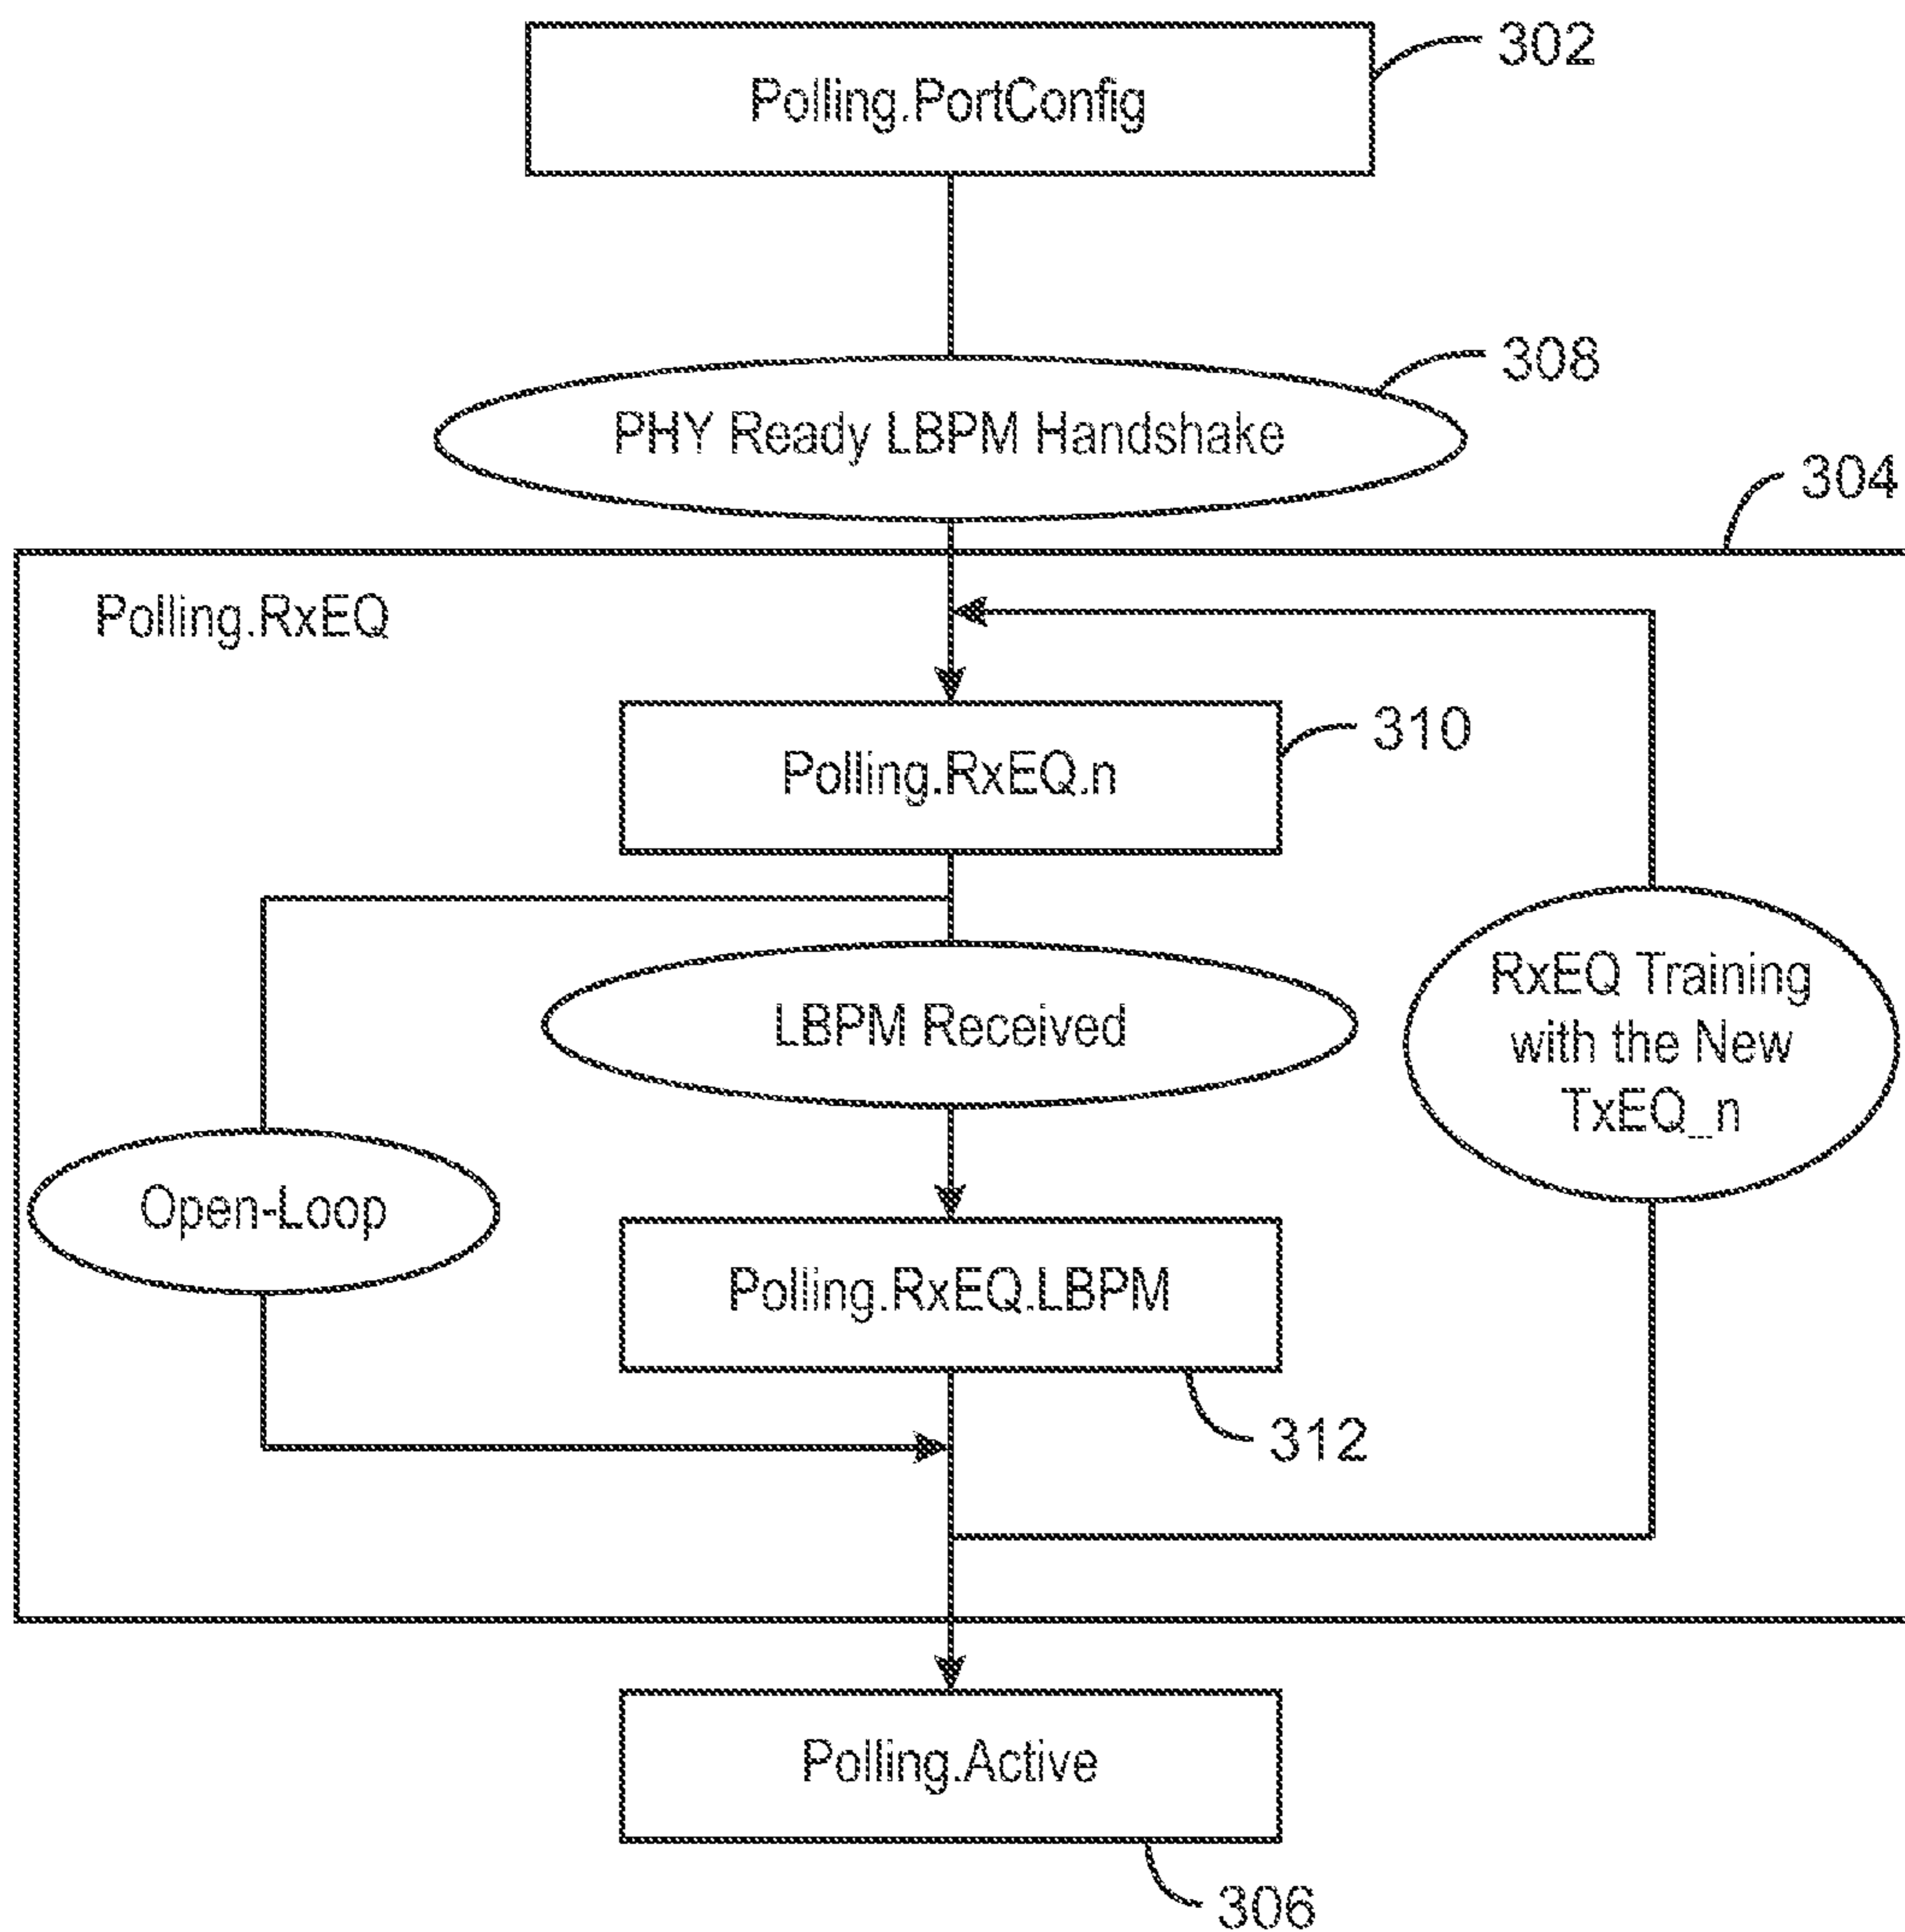 Polling.PortConfig
302
PHY Ready LBPM Handshake
308
304
Polling.RxEQ
Polling.RxEQ.n
310
LBPM Received
RxEQ Training
with the New
TxEQ_n
Open-Loop
Polling.RxEQ.LBPM
312
Polling.Active
306